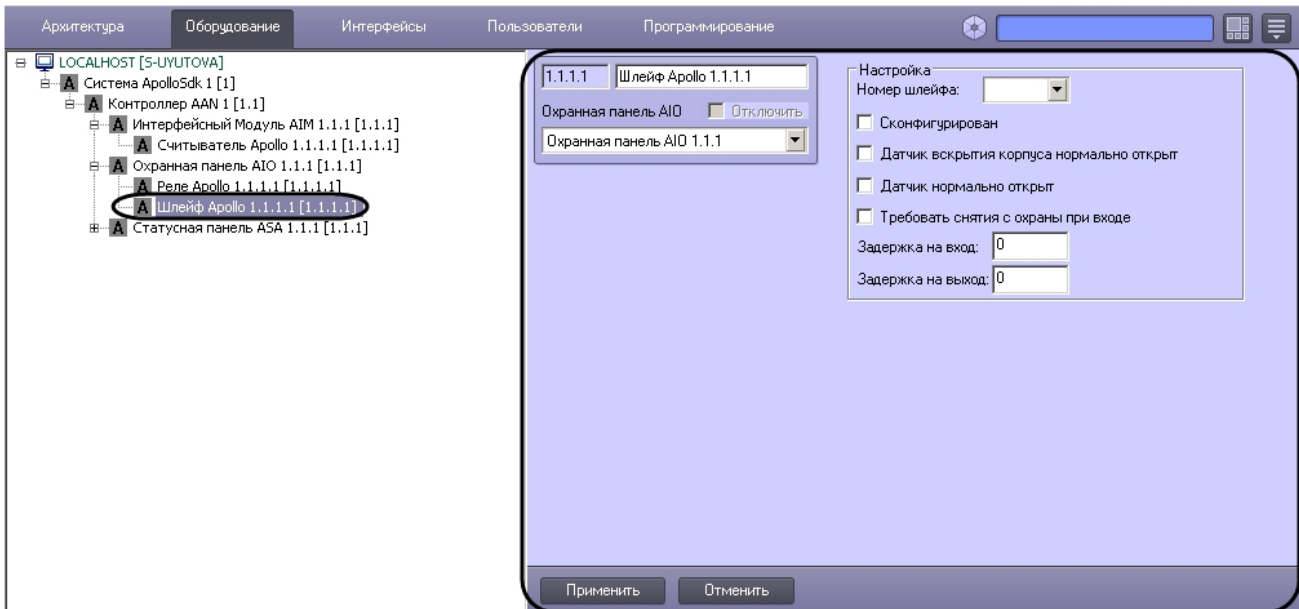 Архитектура Оборудование Интерфейсы Пользователи Программирование
LOCALHOST [S-UYUTOVA]
A Система ApolloSdk 1 [1]
A Контроллер AAN 1 [1.1]
A Интерфейсный Модуль AIM 1.1.1 [1.1.1]
A Считыватель Apollo 1.1.1.1 [1.1.1.1]
A Охранная панель AIO 1.1.1 [1.1.1]
A Реле Apollo 1.1.1.1 [1.1.1.1]
A Шлейф Apollo 1.1.1.1 [1.1.1.1]
A Статусная панель ASA 1.1.1 [1.1.1]
1.1.1.1 Шлейф Apollo 1.1.1.1
Охранная панель AIO Отключить
Охранная панель AIO 1.1.1
Настройка
Номер шлейфа:
Сконфигурирован
Датчик вскрытия корпуса нормально открыт
Датчик нормально открыт
Требовать снятия с охраны при входе
Задержка на вход: 0
Задержка на выход: 0
Применить Отменить